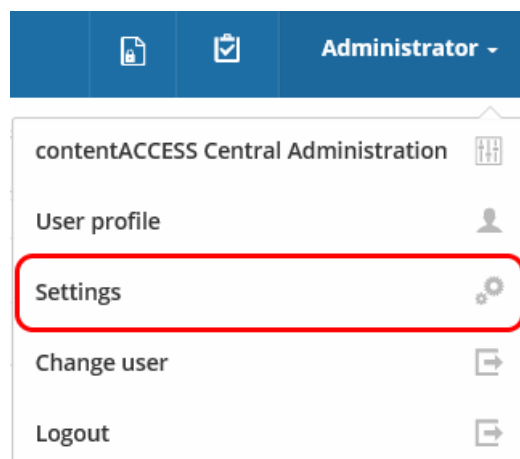 Administrator
contentACCESS Central Administration
User profile
Settings
Change user
Logout